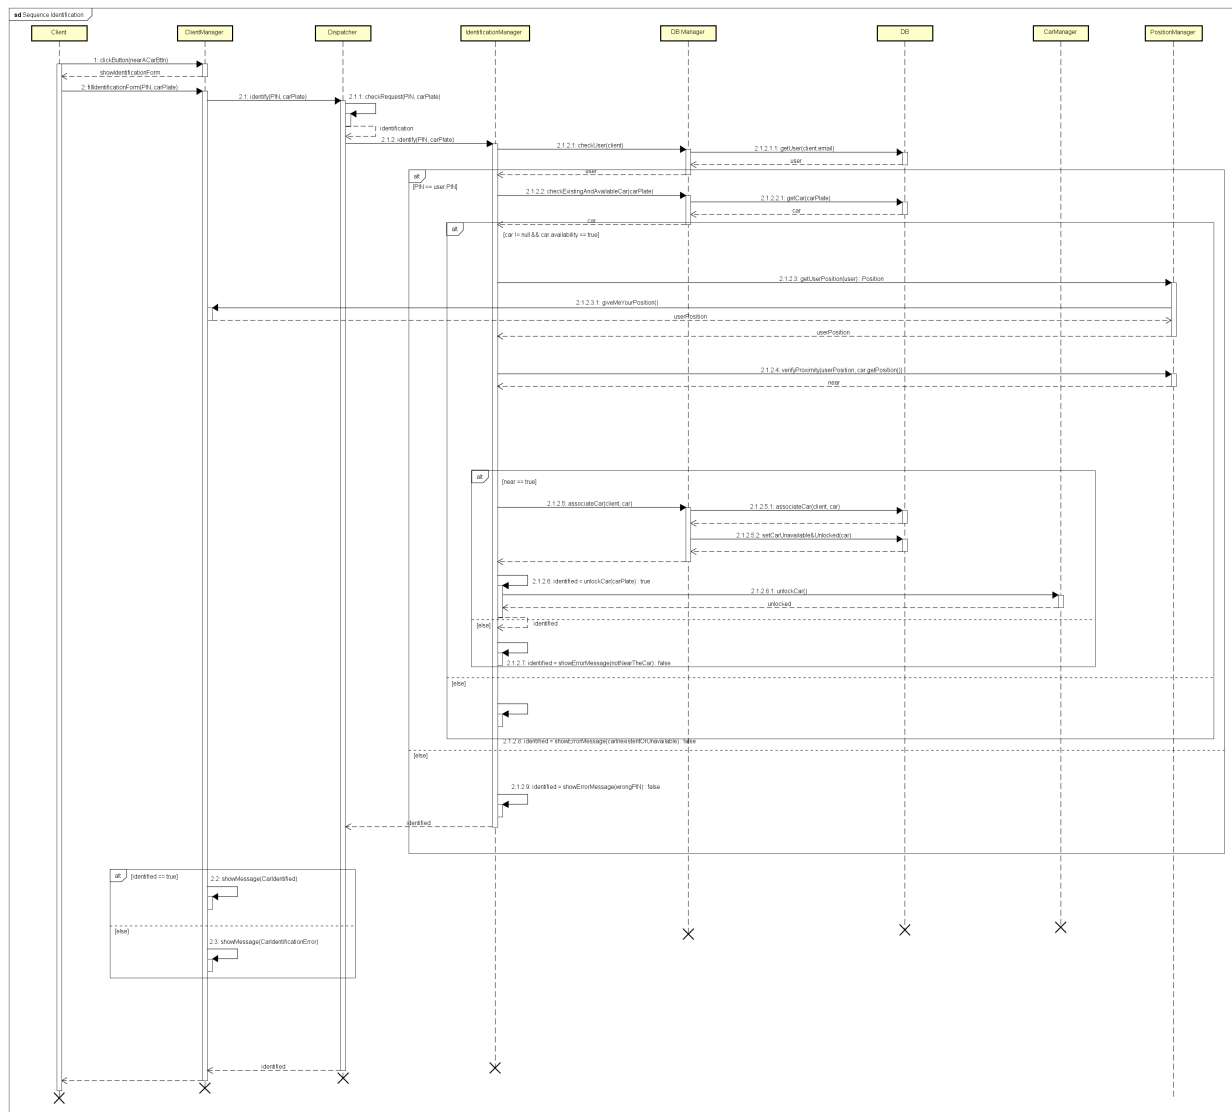 sd Sequence Identification
Client
ClientManager
Dispatcher
IdentificationManager
DB Manager
DB
CarManager
PositionManager
1: clickButton(nearACarBttn)
showIdentificationForm
2: fillIdentificationForm(PIN, carPlate)
2.1: identify(PIN, carPlate)
2.1.1: checkRequest(PIN, carPlate)
identification
2.1.2: identify(PIN, carPlate)
2.1.2.1: checkUser(client)
2.1.2.1.1: getUser(client.email)
user
user
alt
[PIN == user.PIN]
2.1.2.2: checkExistingAndAvailableCar(carPlate)
2.1.2.2.1: getCar(carPlate)
car
car
alt
[car != null && car.availability == true]
2.1.2.3: getUserPosition(user) : Position
2.1.2.3.1: giveMeYourPosition()
userPosition
userPosition
2.1.2.4: verifyProximity(userPosition, car.getPosition())
near
alt
[near == true]
2.1.2.5: associateCar(client, car)
2.1.2.5.1: associateCar(client, car)
2.1.2.5.2: setCarUnavailable&Unlocked(car)
2.1.2.6: identified = unlockCar(carPlate) : true
2.1.2.6.1: unlockCar()
unlocked
[else]
identified
2.1.2.7: identified = showErrorMessage(notNearTheCar) : false
[else]
2.1.2.8: identified = showErrorMessage(carInexistentOrUnavailable) : false
[else]
2.1.2.9: identified = showErrorMessage(wrongPIN) : false
identified
alt
[identified == true]
2.2: showMessage(CarIdentified)
[else]
2.3: showMessage(CarIdentificationError)
identified